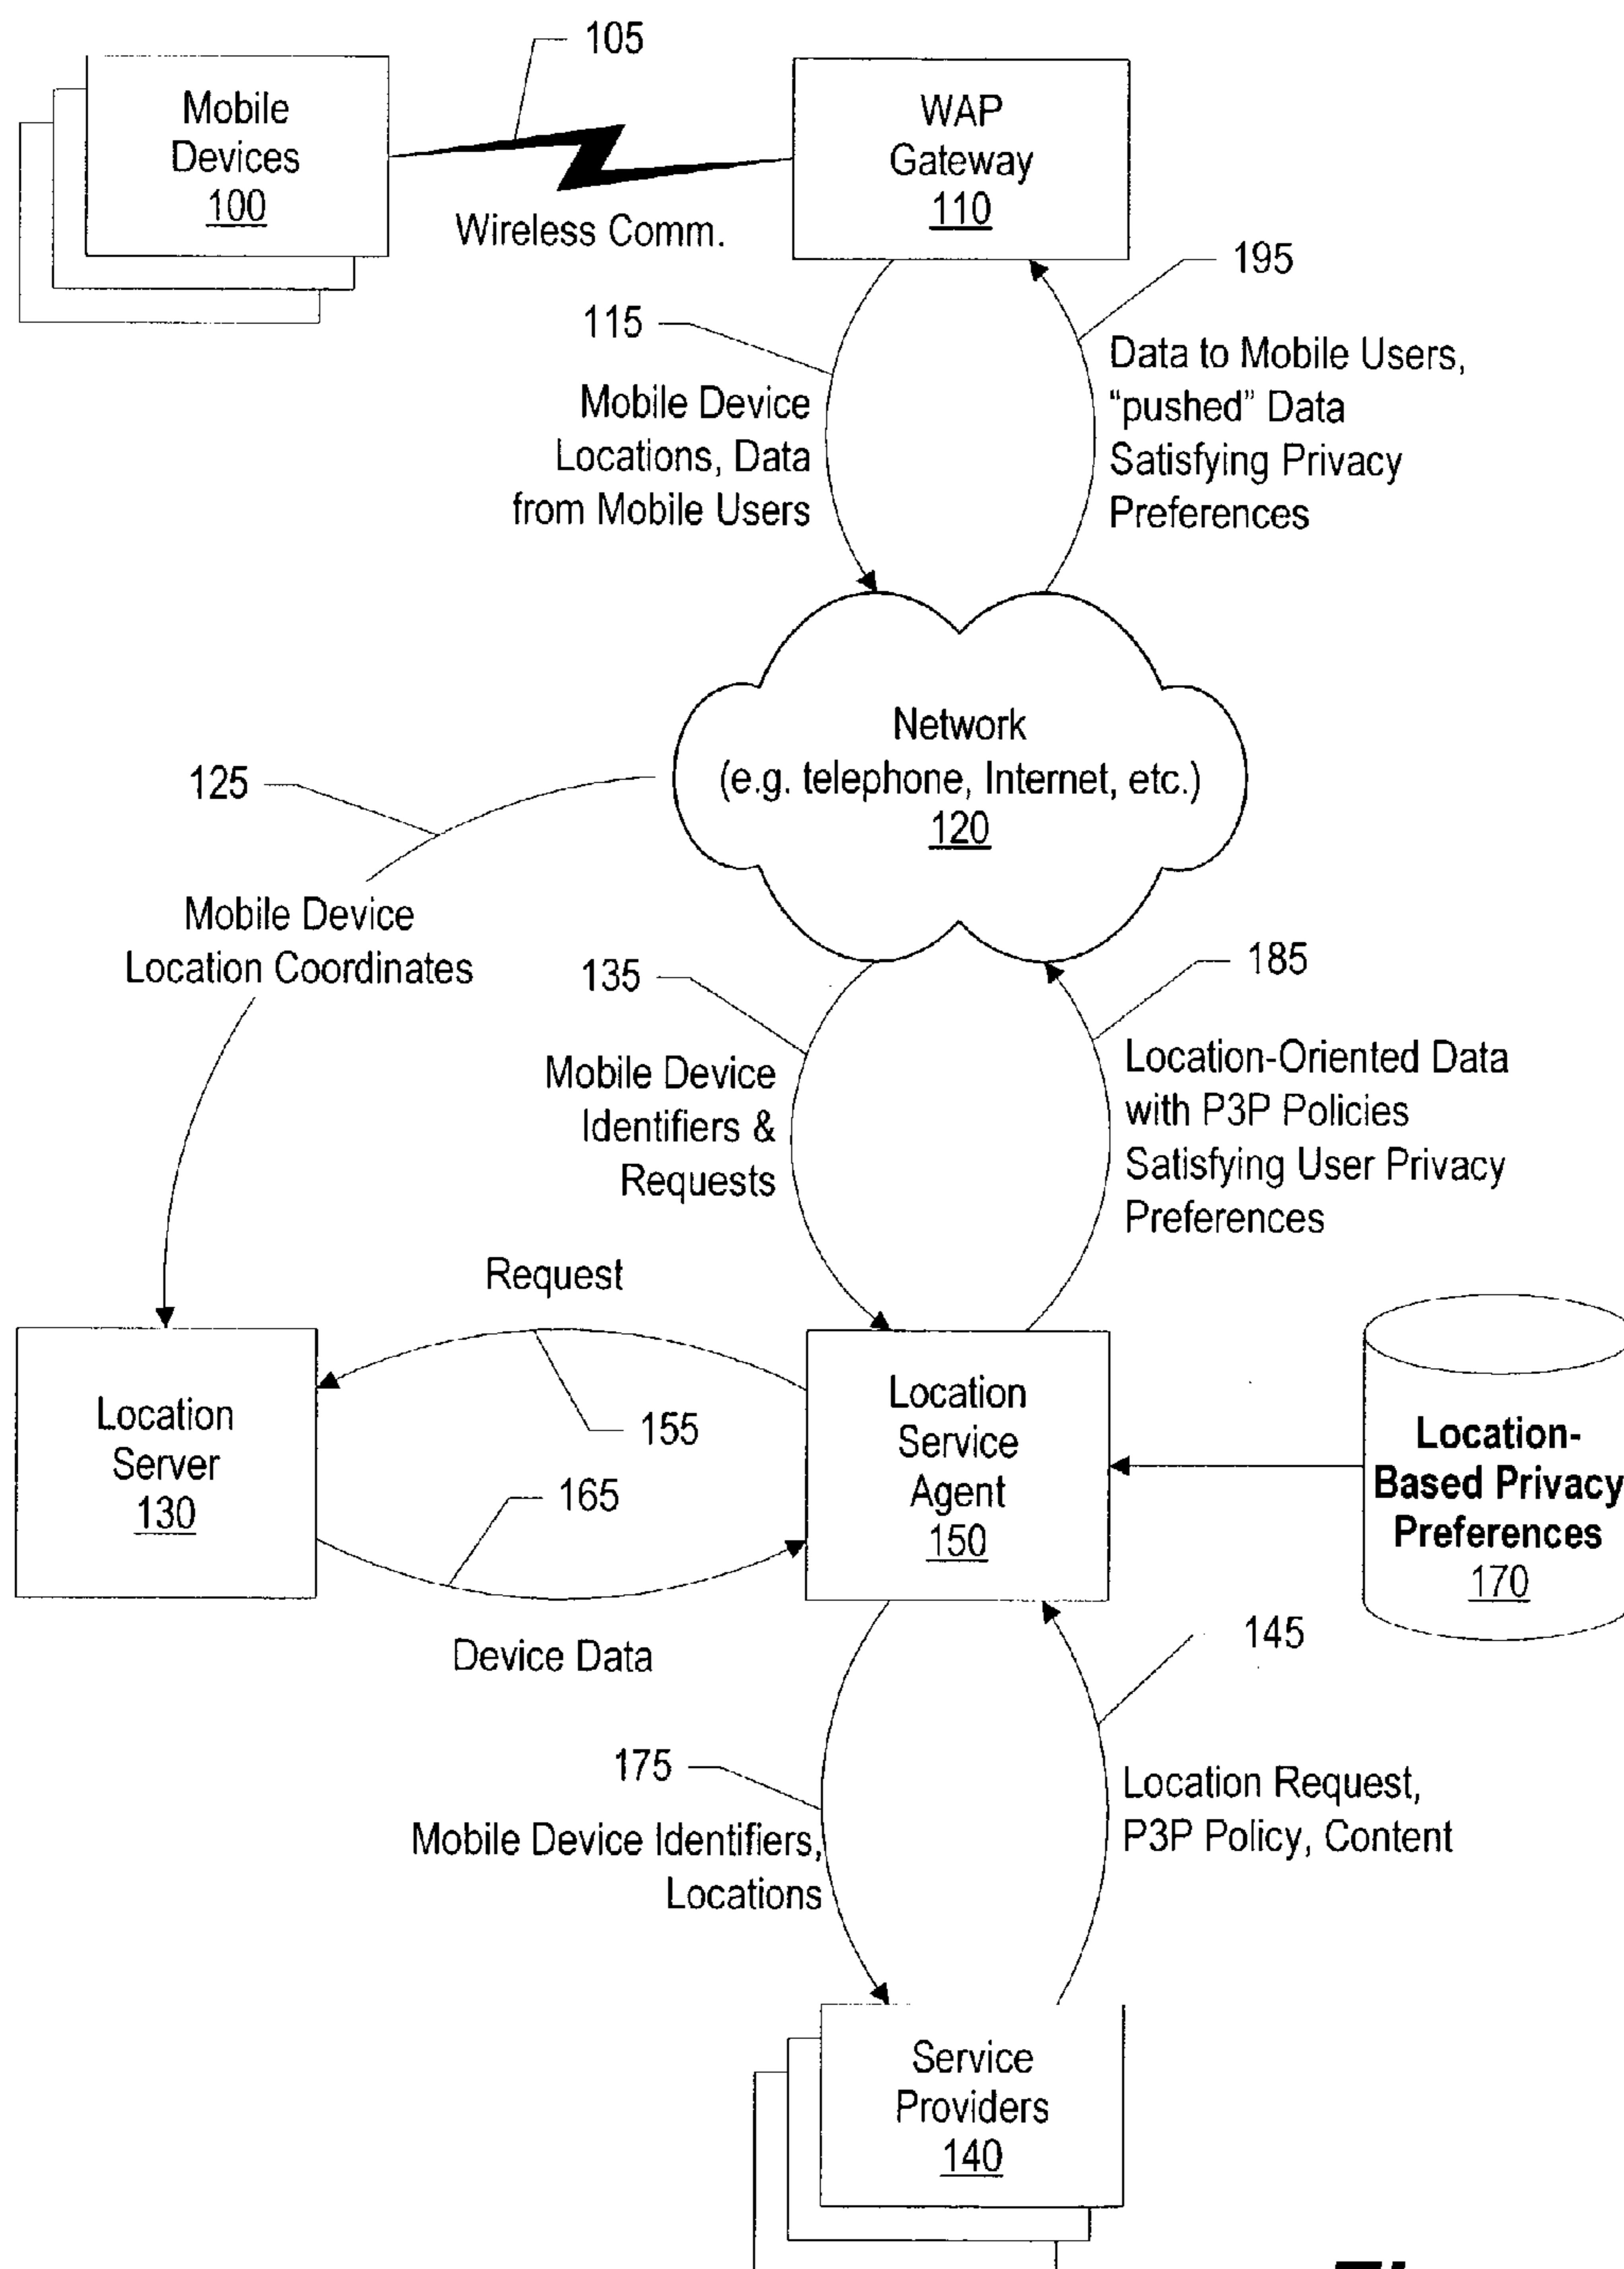 105
Mobile
Devices
100
WAP
Gateway
110
Wireless Comm.
195
115
Data to Mobile Users,
“pushed” Data
Satisfying Privacy
Preferences
Mobile Device
Locations, Data
from Mobile Users
Network
(e.g. telephone, Internet, etc.)
120
125
Mobile Device
Location Coordinates
135
185
Mobile Device
Identifiers &
Requests
Location-Oriented Data
with P3P Policies
Satisfying User Privacy
Preferences
Request
Location
Server
130
155
165
Location
Service
Agent
150
Location-
Based Privacy
Preferences
170
Device Data
145
175
Location Request,
P3P Policy, Content
Mobile Device Identifiers,
Locations
Service
Providers
140